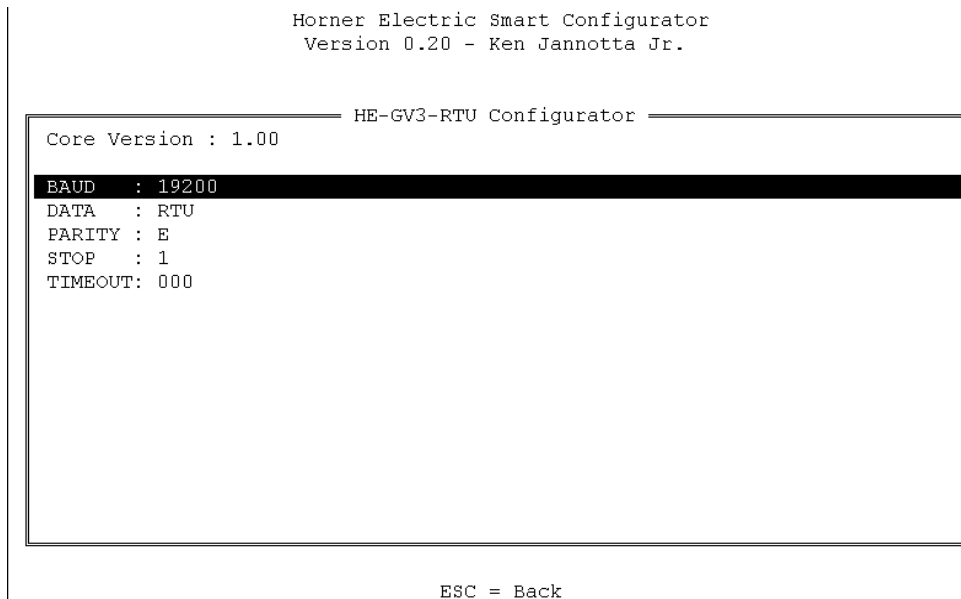 Horner Electric Smart Configurator
Version 0.20 - Ken Jannotta Jr.
HE-GV3-RTU Configurator
Core Version : 1.00
BAUD : 19200
DATA : RTU
PARITY : E
STOP : 1
TIMEOUT: 000
ESC = Back